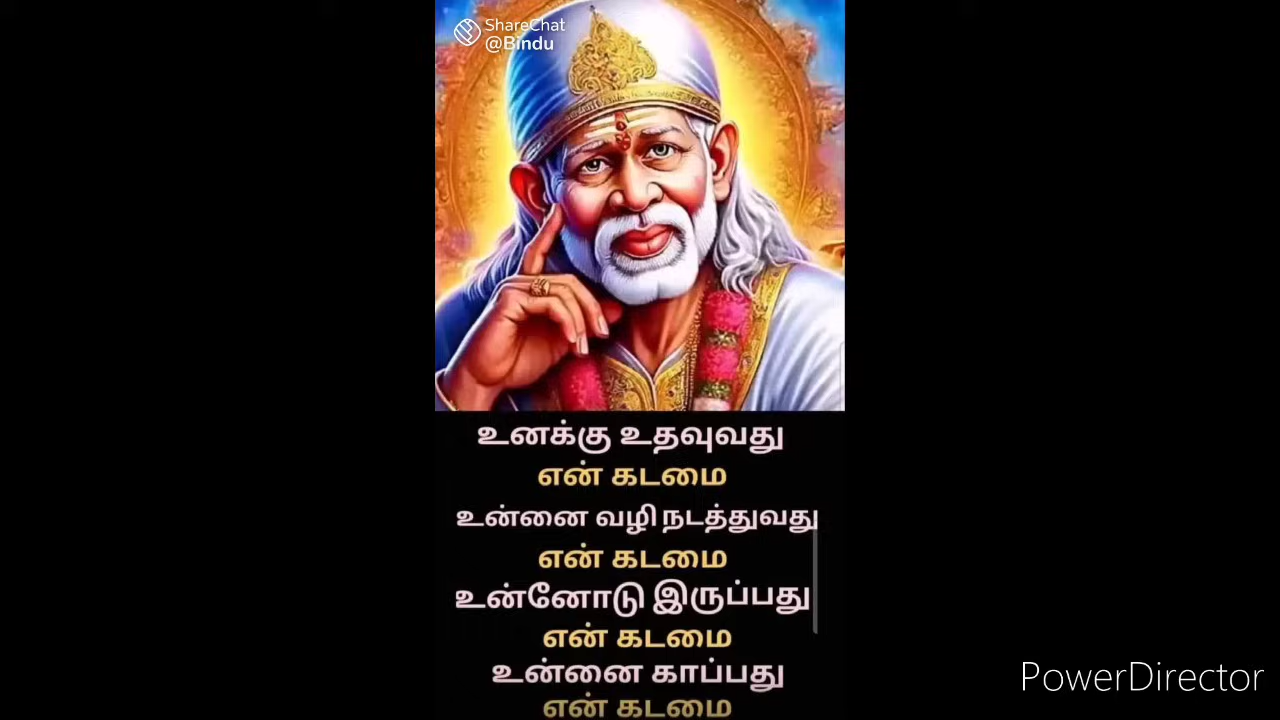 ShareChat
@Bindu
உனக்கு உதவுவது
என் கடமை
உன்னை வழி நடத்துவது
என் கடமை
உன்னோடு இருப்பது
என் கடமை
உன்னை காப்பது
என் கடமை
PowerDirector